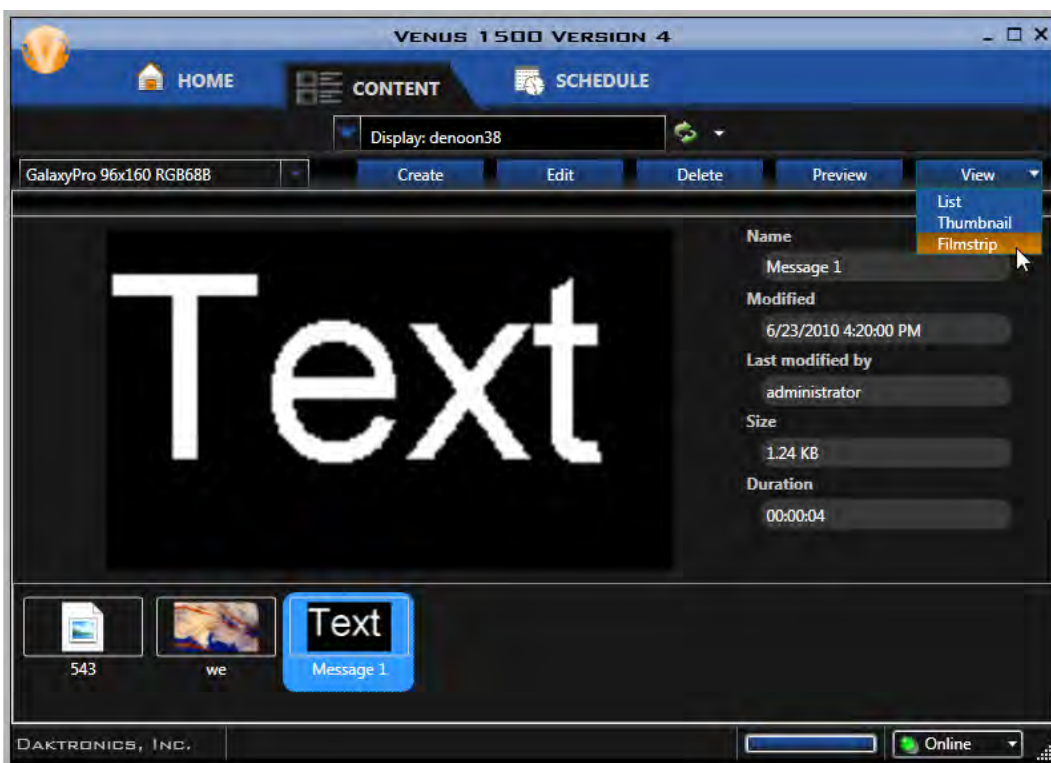 VENUS 1500 VERSION 4
HOME
CONTENT
SCHEDULE
Display: denoon38
GalaxyPro 96x160 RGB68B
Create
Edit
Delete
Preview
View
List
Thumbnail
Filmstrip
Text
Name
Message 1
Modified
6/23/2010 4:20:00 PM
Last modified by
administrator
Size
1.24 KB
Duration
00:00:04
Text
543
we
Message 1
DAKTRONICS, INC.
Online